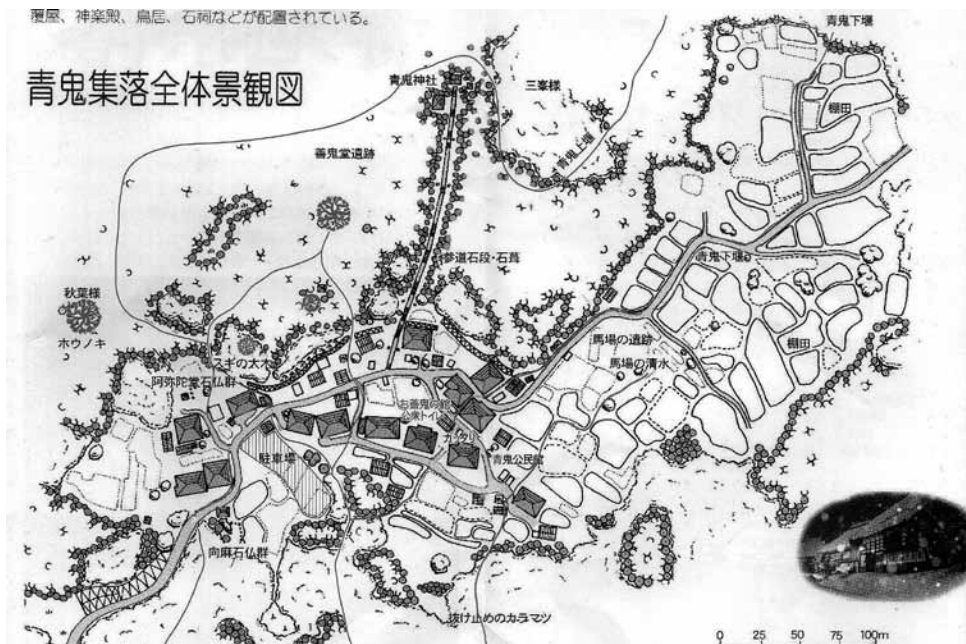 覆屋、神楽殿、鳥居、石祠などが配置されている。
青鬼集落全体景観図
青鬼下堰
青鬼神社
三峯様
棚田
青鬼上堰
善鬼堂遺跡
参道石段・石葺
青鬼下堰
秋葉様
ホウノキ
馬場の遺跡
スギの大木
馬場の清水
棚田
阿弥陀堂石仏群
お善鬼の館
公衆トイレ
駐車場
青鬼公民館
向麻石仏群
抜け止めのカラマツ
0 25 50 75 100m